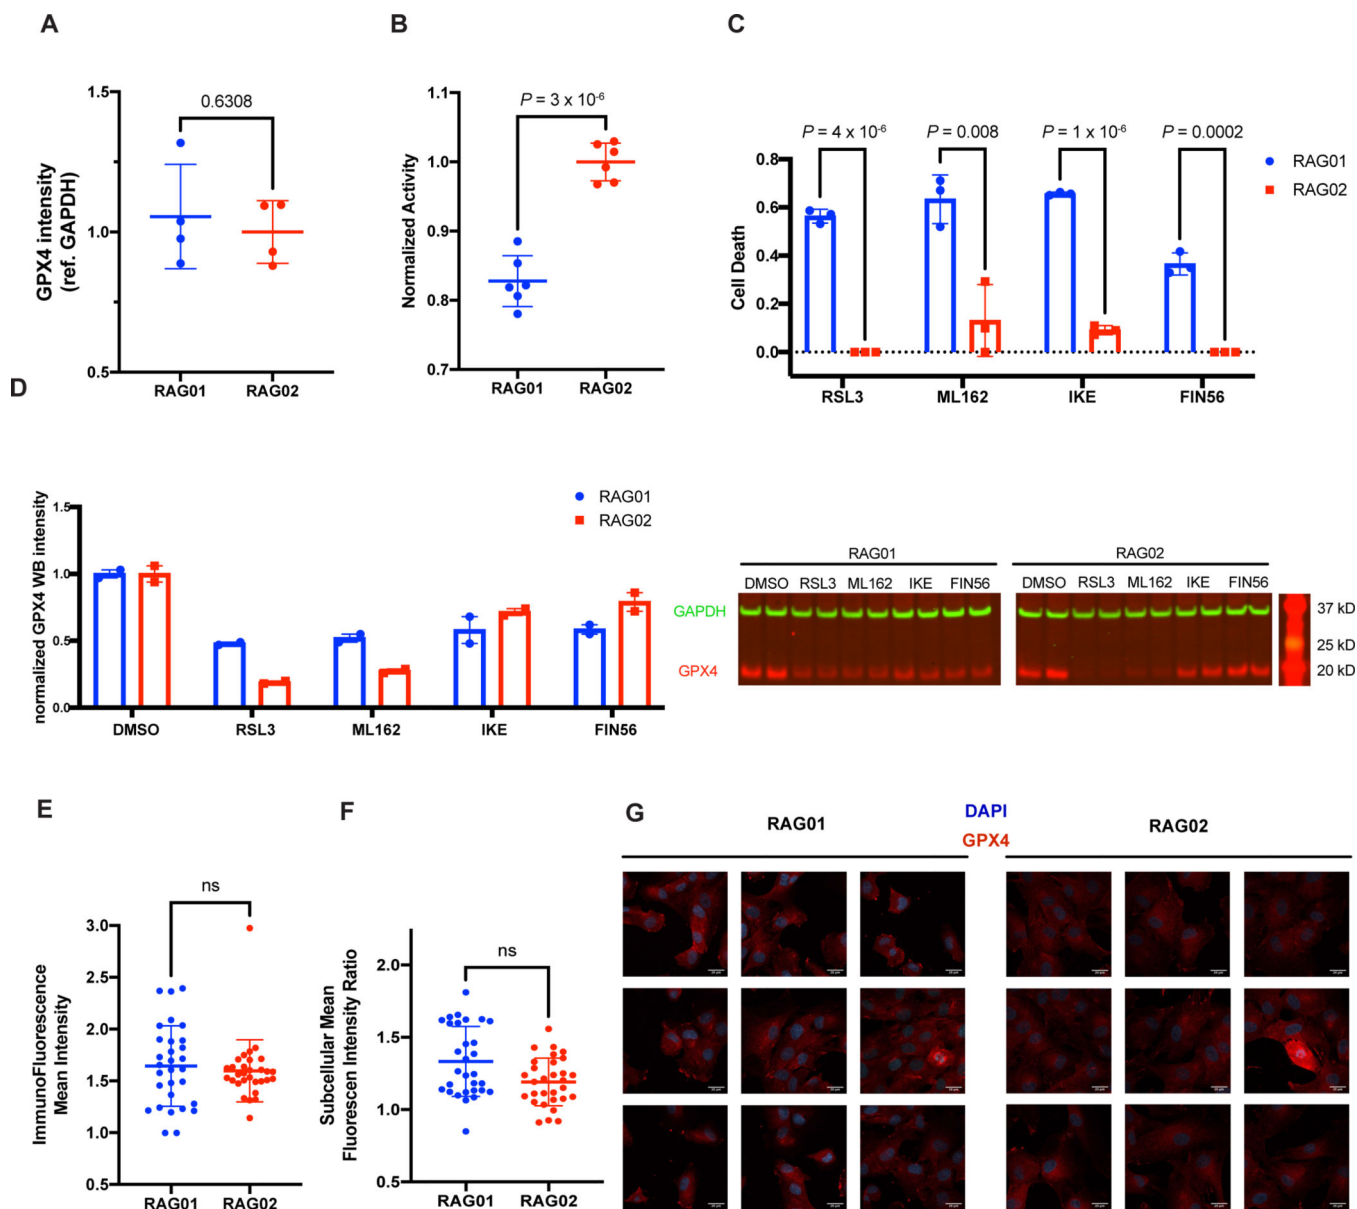 A
B
C
1.5
1.0
0.5
GPX4 intensity
(ref. GAPDH)
0.6308
RAG01
RAG02
1.1
1.0
0.9
0.8
0.7
Normalized Activity
P = 3 x 10-6
RAG01
RAG02
P = 4 x 10-6
P = 0.008
P = 1 x 10-6
P = 0.0002
0.8
0.6
0.4
0.2
0.0
Cell Death
RAG01
RAG02
RSL3
ML162
IKE
FIN56
D
1.5
1.0
0.5
0.0
normalized GPX4 WB intensity
RAG01
RAG02
DMSO
RSL3
ML162
IKE
FIN56
RAG01
RAG02
DMSO RSL3 ML162 IKE FIN56
DMSO RSL3 ML162 IKE FIN56
GAPDH
GPX4
37 kD
25 kD
20 kD
E
F
G
3.0
2.5
2.0
1.5
1.0
0.5
ImmunoFluorescence
Mean Intensity
ns
RAG01
RAG02
2.0
1.5
1.0
0.5
Subcellular Mean
Fluorescen Intensity Ratio
ns
RAG01
RAG02
RAG01
DAPI
GPX4
RAG02